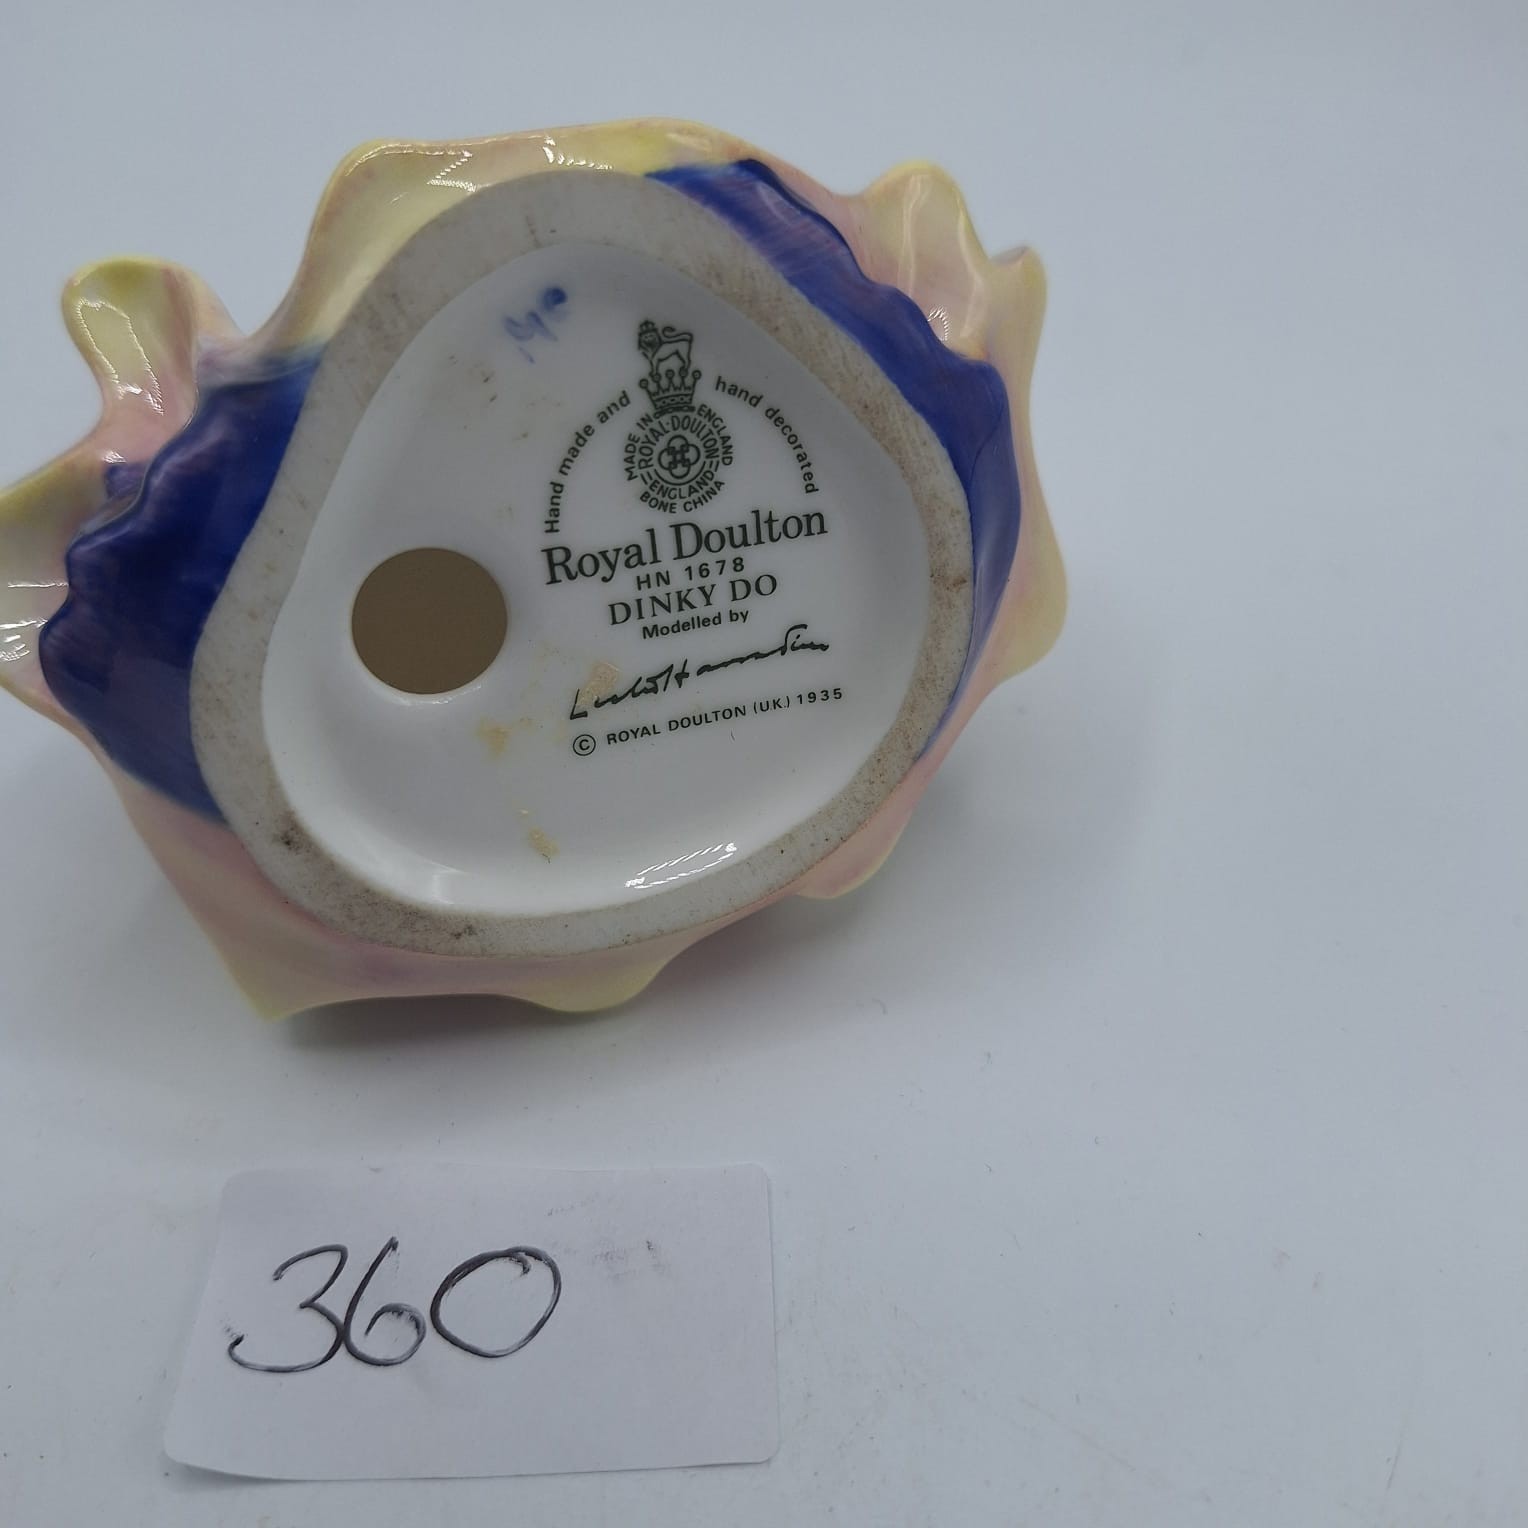 Hand made and hand decorated
MADE IN ENGLAND
ROYAL·DOULTON
ENGLAND
BONE CHINA
Royal Doulton
HN 1678
DINKY DO
Modelled by
© ROYAL DOULTON (U.K.) 1935
360